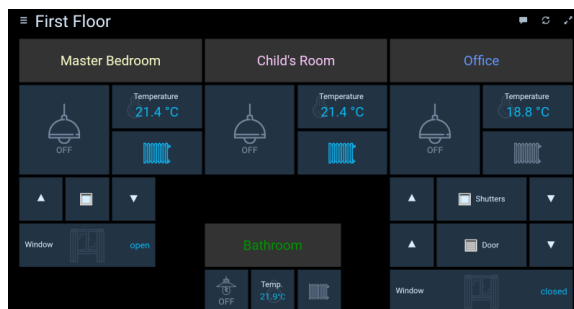 First Floor
Master Bedroom
Child's Room
Office
OFF
Temperature
21.4 °C
OFF
Temperature
21.4 °C
OFF
Temperature
18.8 °C
Shutters
Window
open
Bathroom
Door
OFF
Temp.
21.9°C
Window
closed